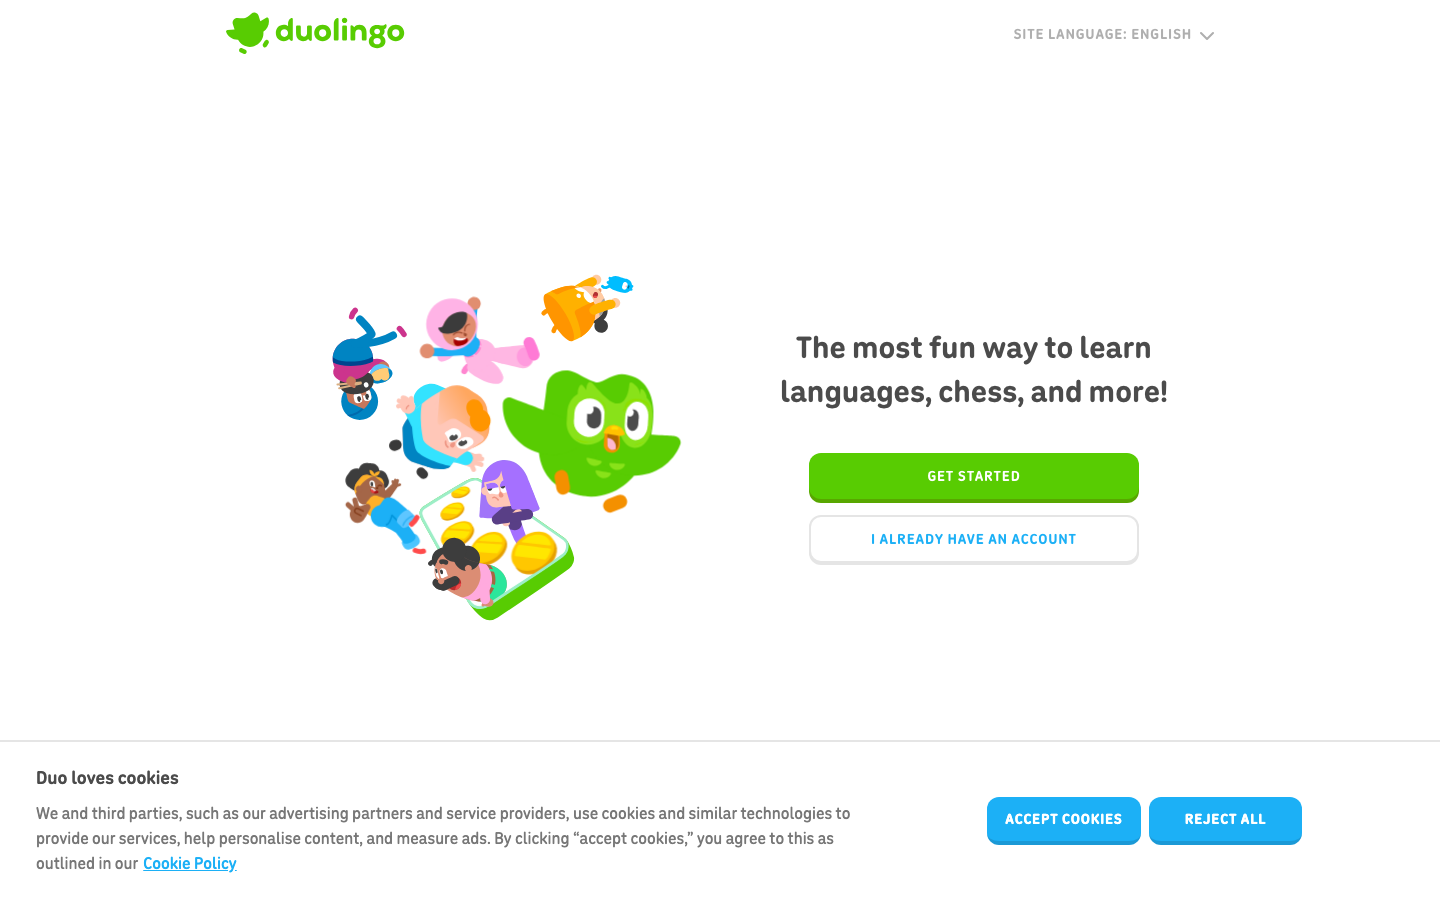 duolingo
SITE LANGUAGE: ENGLISH
The most fun way to learn
languages, chess, and more!
GET STARTED
I ALREADY HAVE AN ACCOUNT
Duo loves cookies
We and third parties, such as our advertising partners and service providers, use cookies and similar technologies to
provide our services, help personalise content, and measure ads. By clicking “accept cookies,” you agree to this as
outlined in our Cookie Policy
ACCEPT COOKIES
REJECT ALL